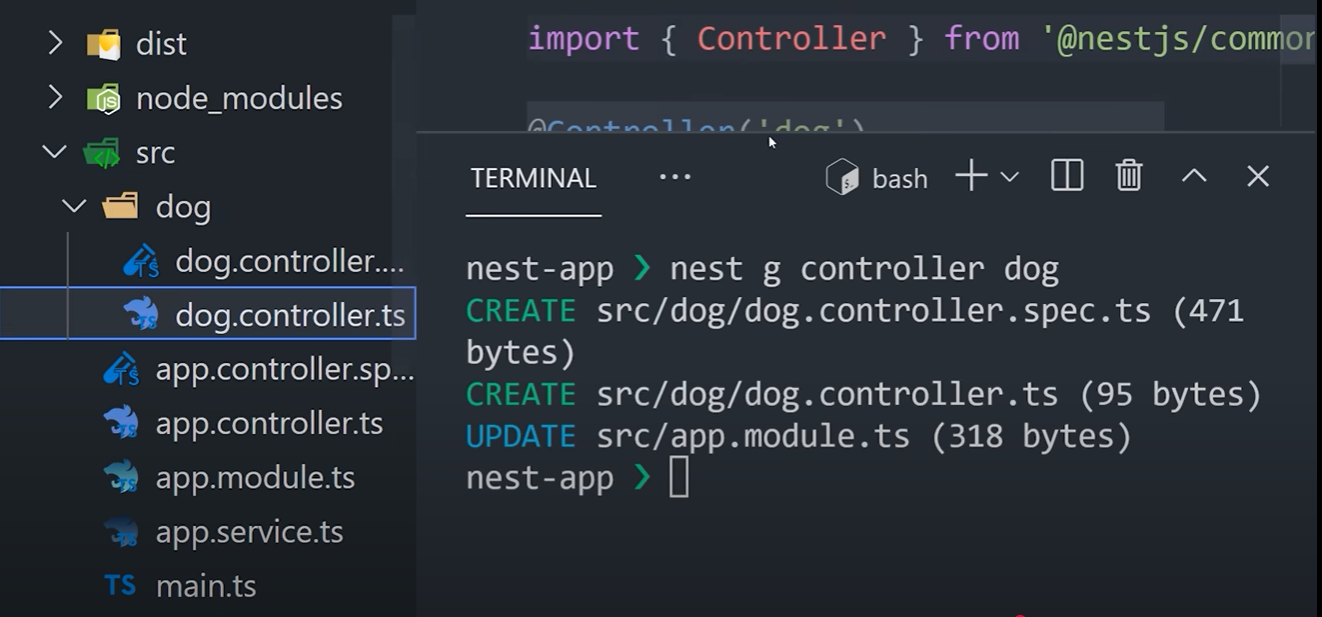 dist
node_modules
src
dog
dog.controller....
dog.controller.ts
app.controller.sp...
app.controller.ts
app.module.ts
app.service.ts
TS main.ts
import { Controller } from '@nestjs/common
@Controller('dog')
TERMINAL ... bash
nest-app ❯ nest g controller dog
CREATE src/dog/dog.controller.spec.ts (471
bytes)
CREATE src/dog/dog.controller.ts (95 bytes)
UPDATE src/app.module.ts (318 bytes)
nest-app ❯